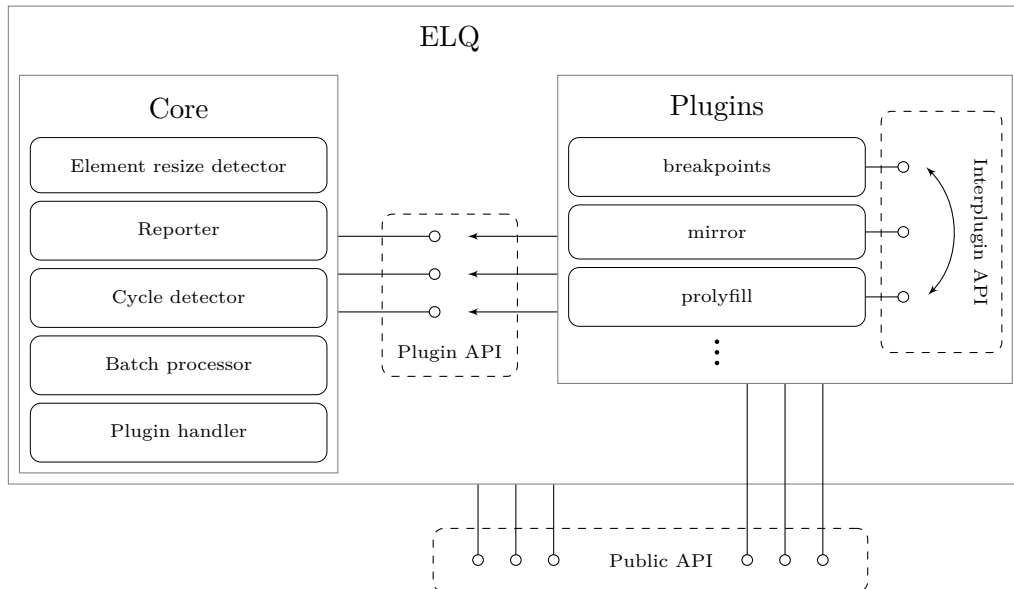 ELQ
Core
Element resize detector
Reporter
Cycle detector
Batch processor
Plugin handler
Plugin API
Plugins
breakpoints
mirror
prolyfill
Interplugin API
Public API